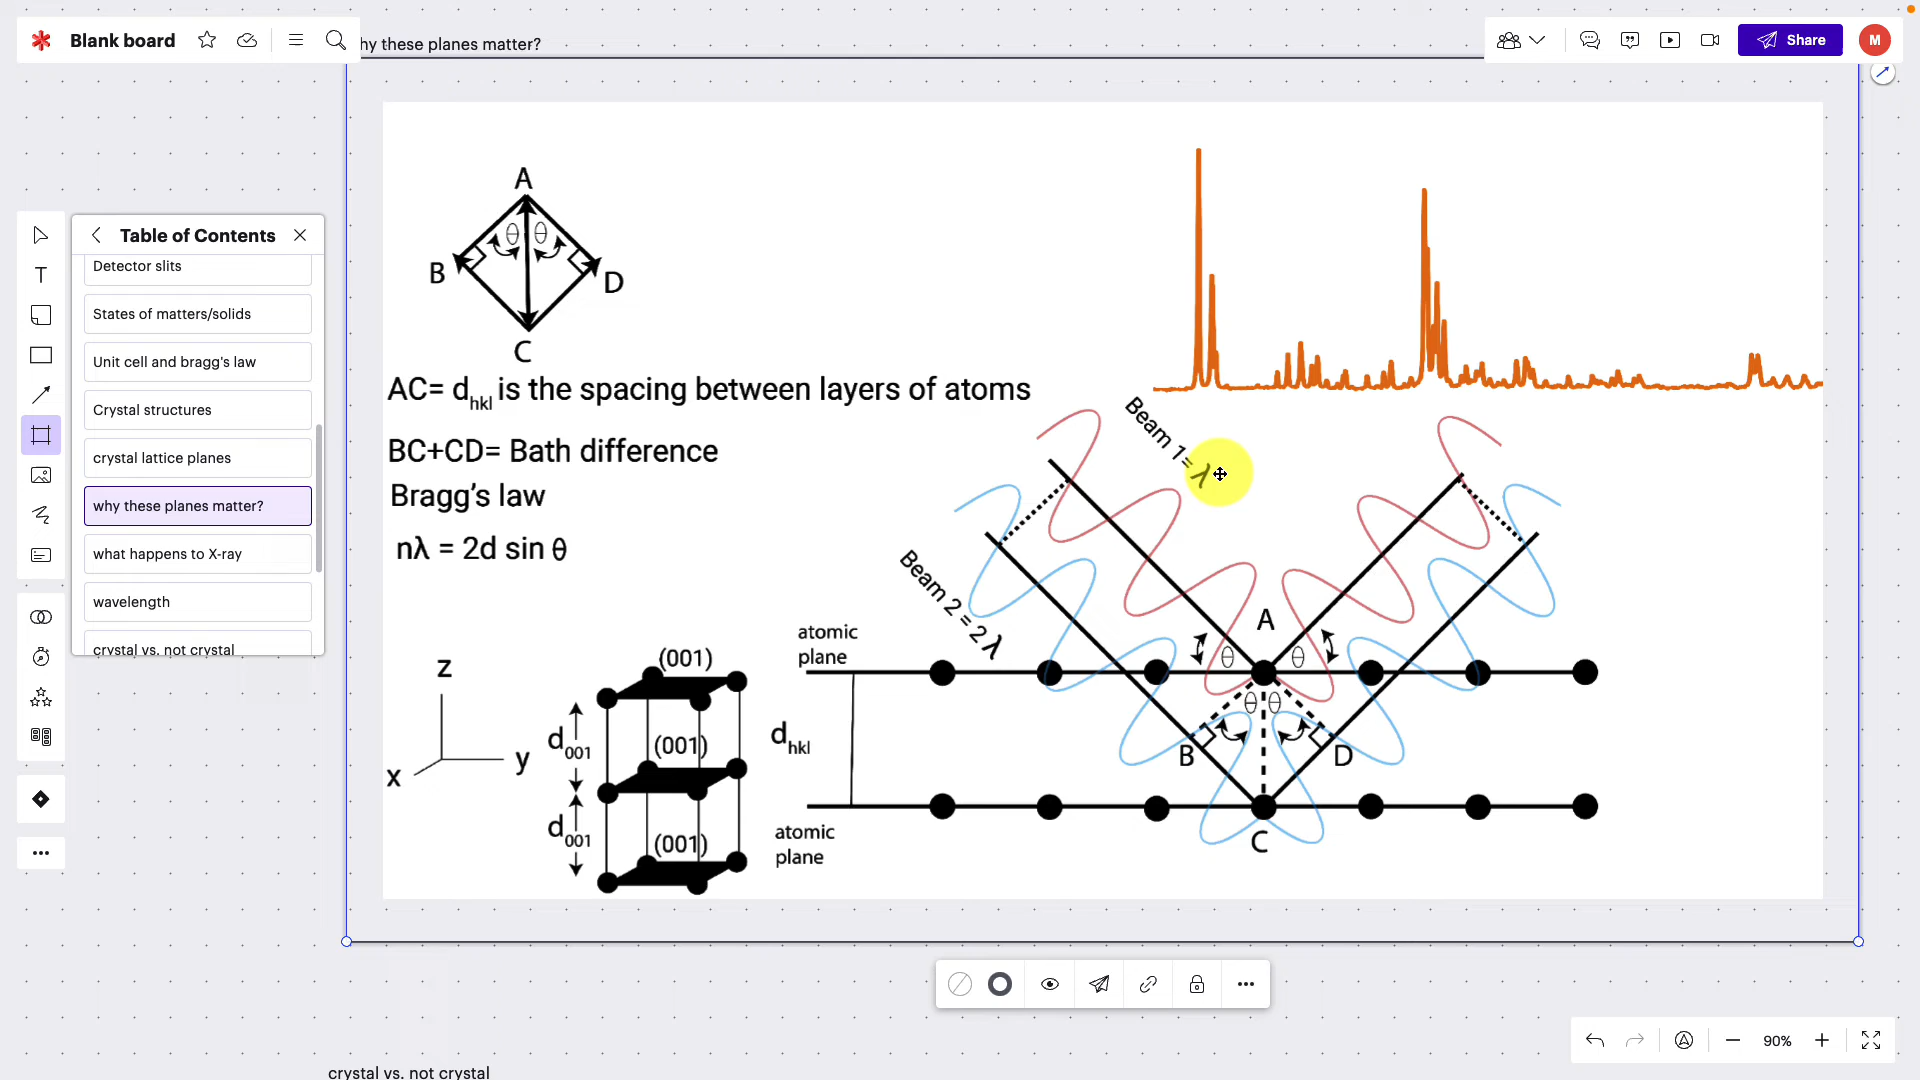 Blank board
hy these planes matter?
Share
M
Table of Contents
Detector slits
States of matters/solids
Unit cell and bragg's law
Crystal structures
crystal lattice planes
why these planes matter?
what happens to X-ray
wavelength
crystal vs. not crystal
A
θ θ
B
D
C
AC= dhkl is the spacing between layers of atoms
BC+CD= Bath difference
Bragg's law
nλ = 2d sin θ
Beam 1= λ
Beam 2 = 2 λ
z
y
x
(001)
d001
(001)
d001
(001)
atomic
plane
dhkl
atomic
plane
A
θ θ
θ θ
B
D
C
90%
crystal vs. not crystal